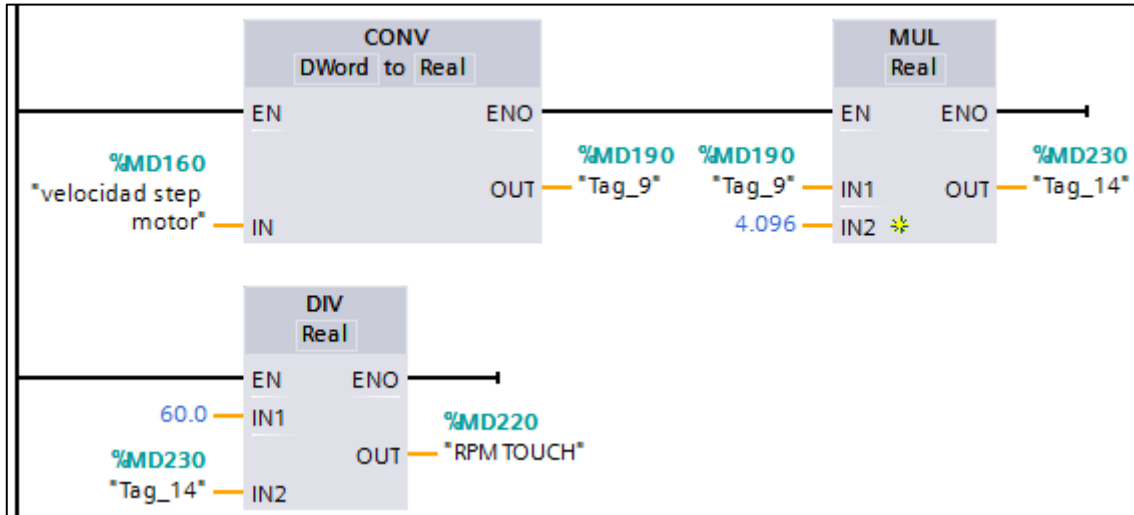 CONV
DWord to Real
EN
ENO
%MD160
"velocidad step
motor"
IN
OUT
%MD190
"Tag_9"
MUL
Real
EN
ENO
%MD190
"Tag_9"
IN1
4.096
IN2
OUT
%MD230
"Tag_14"
DIV
Real
EN
ENO
60.0
IN1
%MD230
"Tag_14"
IN2
OUT
%MD220
"RPM TOUCH"